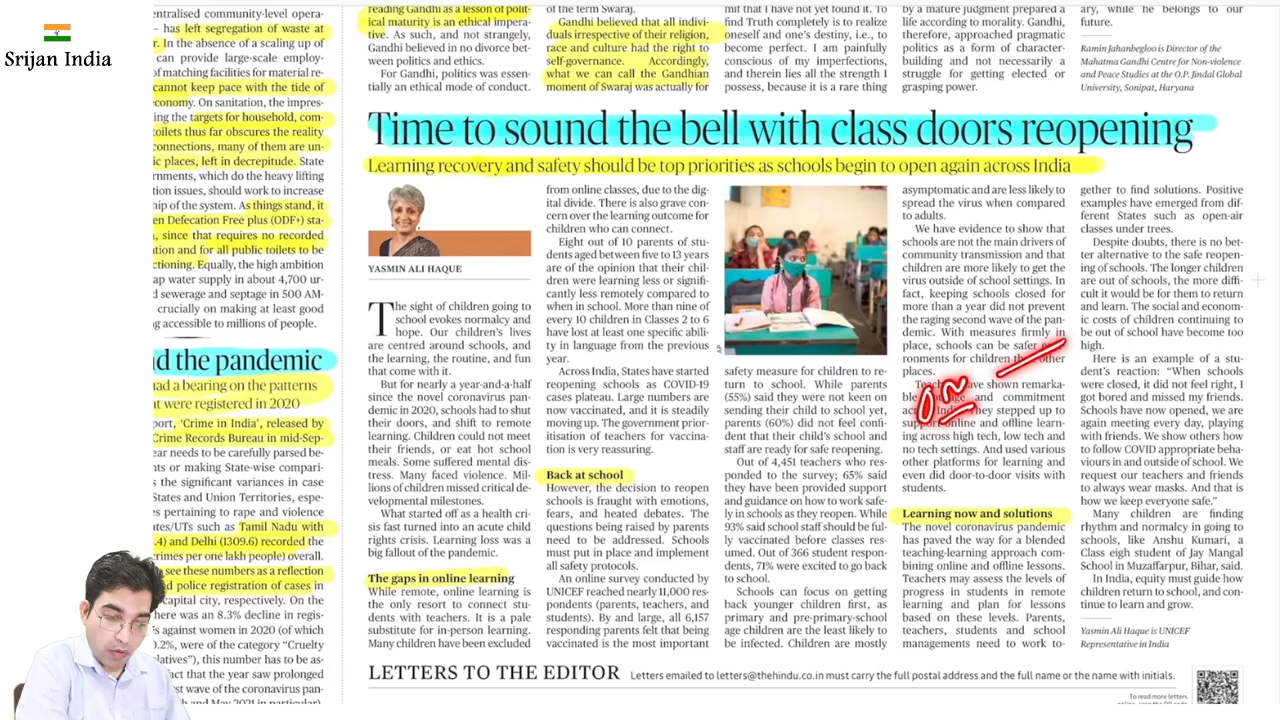 Srijan India
entralised community-level opera-
– has left segregation of waste at
r. In the absence of a scaling up of
can provide large-scale employ-
of matching facilities for material re-
cannot keep pace with the tide of
economy. On sanitation, the impres-
ing the targets for household, com-
toilets thus far obscures the reality
connections, many of them are un-
ic places, left in decrepitude. State
rnments, which do the heavy lifting
tion issues, should work to increase
hip of the system. As things stand, it
en Defecation Free plus (ODF+) sta-
, since that requires no recorded
ation and for all public toilets to be
ctioning. Equally, the high ambition
ap water supply in about 4,700 ur-
d sewerage and septage in 500 AM-
crucially on making at least good
ng accessible to millions of people.
d the pandemic
had a bearing on the patterns
at were registered in 2020
port, 'Crime in India', released by
Crime Records Bureau in mid-Sep-
ear needs to be carefully parsed be-
nts or making State-wise compari-
s the significant variances in case
States and Union Territories, espe-
s pertaining to rape and violence
ates/UTs such as Tamil Nadu with
.4) and Delhi (1309.6) recorded the
crimes per one lakh people) overall.
see these numbers as a reflection
d police registration of cases in
capital city, respectively. On the
here was an 8.3% decline in regis-
s against women in 2020 (of which
0.2%, were of the category "Cruelty
latives"), this number has to be as-
fact that the year saw prolonged
st wave of the coronavirus pan-
h and May 2021 in particular)
reading Gandhi as a lesson of polit-
ical maturity is an ethical impera-
tive. As such, and not strangely,
Gandhi believed in no divorce bet-
ween politics and ethics.
For Gandhi, politics was essen-
tially an ethical mode of conduct.
of the term Swaraj.
Gandhi believed that all indivi-
duals irrespective of their religion,
race and culture had the right to
self-governance. Accordingly,
what we can call the Gandhian
moment of Swaraj was actually for
mit that I have not yet found it. To
find Truth completely is to realize
oneself and one's destiny, i.e., to
become perfect. I am painfully
conscious of my imperfections,
and therein lies all the strength I
possess, because it is a rare thing
by a mature judgment prepared a
life according to morality. Gandhi,
therefore, approached pragmatic
politics as a form of character-
building and not necessarily a
struggle for getting elected or
grasping power.
ary, while he belongs to our
future.
Ramin Jahanbegloo is Director of the
Mahatma Gandhi Centre for Non-violence
and Peace Studies at the O.P. Jindal Global
University, Sonipat, Haryana
Time to sound the bell with class doors reopening
Learning recovery and safety should be top priorities as schools begin to open again across India
YASMIN ALI HAQUE
The sight of children going to
school evokes normalcy and
hope. Our children's lives
are centred around schools, and
the learning, the routine, and fun
that come with it.
But for nearly a year-and-a-half
since the novel coronavirus pan-
demic in 2020, schools had to shut
their doors, and shift to remote
learning. Children could not meet
their friends, or eat hot school
meals. Some suffered mental dis-
tress. Many faced violence. Mil-
lions of children missed critical de-
velopmental milestones.
What started off as a health cri-
sis fast turned into an acute child
rights crisis. Learning loss was a
big fallout of the pandemic.
The gaps in online learning
While remote, online learning is
the only resort to connect stu-
dents with teachers. It is a pale
substitute for in-person learning.
Many children have been excluded
from online classes, due to the dig-
ital divide. There is also grave con-
cern over the learning outcome for
children who can connect.
Eight out of 10 parents of stu-
dents aged between five to 13 years
are of the opinion that their chil-
dren were learning less or signifi-
cantly less remotely compared to
when in school. More than nine of
every 10 children in Classes 2 to 6
have lost at least one specific abili-
ty in language from the previous
year.
Across India, States have started
reopening schools as COVID-19
cases plateau. Large numbers are
now vaccinated, and it is steadily
moving up. The government prior-
itisation of teachers for vaccina-
tion is very reassuring.
Back at school
However, the decision to reopen
schools is fraught with emotions,
fears, and heated debates. The
questions being raised by parents
need to be addressed. Schools
must put in place and implement
all safety protocols.
An online survey conducted by
UNICEF reached nearly 11,000 res-
pondents (parents, teachers, and
students). By and large, all 6,157
responding parents felt that being
vaccinated is the most important
AP
safety measure for children to re-
turn to school. While parents
(55%) said they were not keen on
sending their child to school yet,
parents (60%) did not feel confi-
dent that their child's school and
staff are ready for safe reopening.
Out of 4,451 teachers who res-
ponded to the survey; 65% said
they have been provided support
and guidance on how to work safe-
ly in schools as they reopen. While
93% said school staff should be ful-
ly vaccinated before classes res-
umed. Out of 366 student respon-
dents, 71% were excited to go back
to school.
Schools can focus on getting
back younger children first, as
primary and pre-primary-school
age children are the least likely to
be infected. Children are mostly
asymptomatic and are less likely to
spread the virus when compared
to adults.
We have evidence to show that
schools are not the main drivers of
community transmission and that
children are more likely to get the
virus outside of school settings. In
fact, keeping schools closed for
more than a year did not prevent
the raging second wave of the pan-
demic. With measures firmly in
place, schools can be safer
ronments for children other
places.
have shown remarka-
and commitment
They stepped up to
support online and offline learn-
ing across high tech, low tech and
no tech settings. And used various
other platforms for learning and
even did door-to-door visits with
students.
Learning now and solutions
The novel coronavirus pandemic
has paved the way for a blended
teaching-learning approach com-
bining online and offline lessons.
Teachers may assess the levels of
progress in students in remote
learning and plan for lessons
based on these levels. Parents,
teachers, students and school
managements need to work to-
gether to find solutions. Positive
examples have emerged from dif-
ferent States such as open-air
classes under trees.
Despite doubts, there is no bet-
ter alternative to the safe reopen-
ing of schools. The longer children
are out of schools, the more diffi-
cult it would be for them to return
and learn. The social and econom-
ic costs of children continuing to
be out of school have become too
high.
Here is an example of a stu-
dent's reaction: "When schools
were closed, it did not feel right, I
got bored and missed my friends.
Schools have now opened, we are
again meeting every day, playing
with friends. We show others how
to follow COVID appropriate beha-
viours in and outside of school. We
request our teachers and friends
to always wear masks. And that is
how we keep everyone safe."
Many children are finding
rhythm and normalcy in going to
schools, like Anshu Kumari, a
Class eigh student of Jay Mangal
School in Muzaffarpur, Bihar, said.
In India, equity must guide how
children return to school, and con-
tinue to learn and grow.
Yasmin Ali Haque is UNICEF
Representative in India
LETTERS TO THE EDITOR Letters emailed to letters@thehindu.co.in must carry the full postal address and the full name or the name with initials.
To read more letters